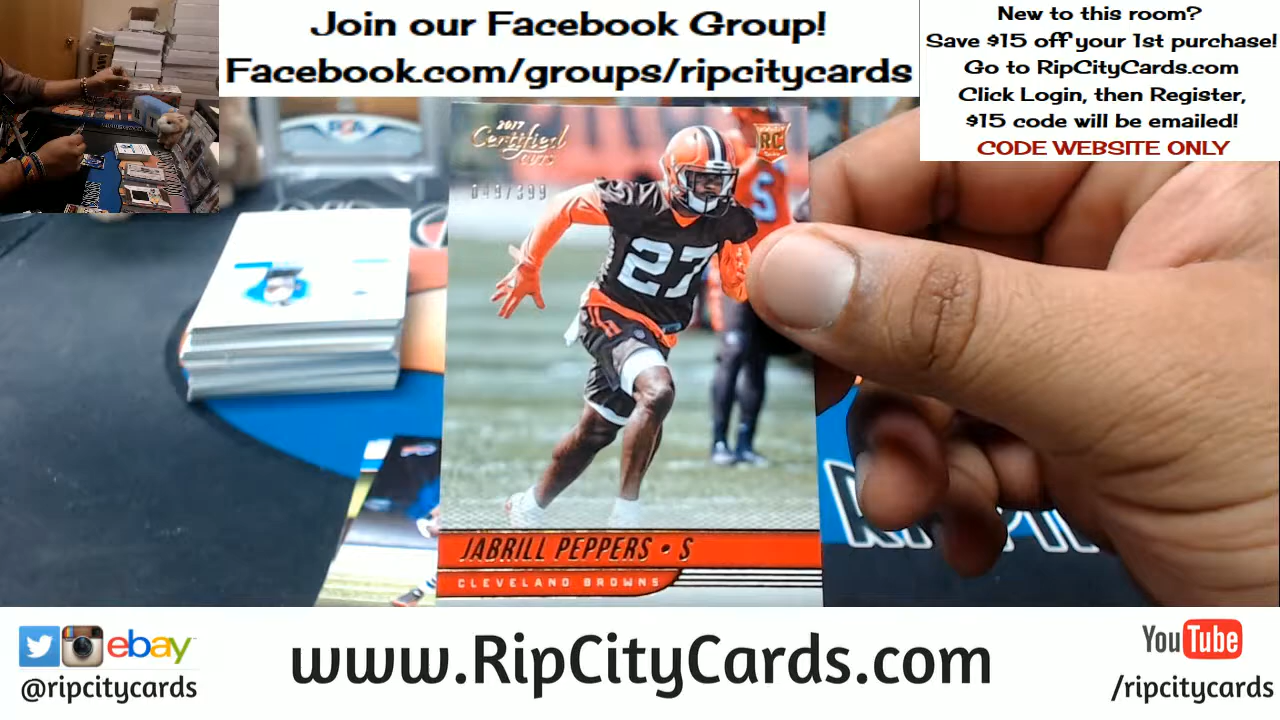 Join our Facebook Group!
Facebook.com/groups/ripcitycards
New to this room?
Save $15 off your 1st purchase!
Go to RipCityCards.com
Click Login, then Register,
$15 code will be emailed!
CODE WEBSITE ONLY
2017
Certified
CUTS
RC
049/399
27
S
JABRILL PEPPERS • S
CLEVELAND BROWNS
ebay
@ripcitycards
www.RipCityCards.com
YouTube
/ripcitycards